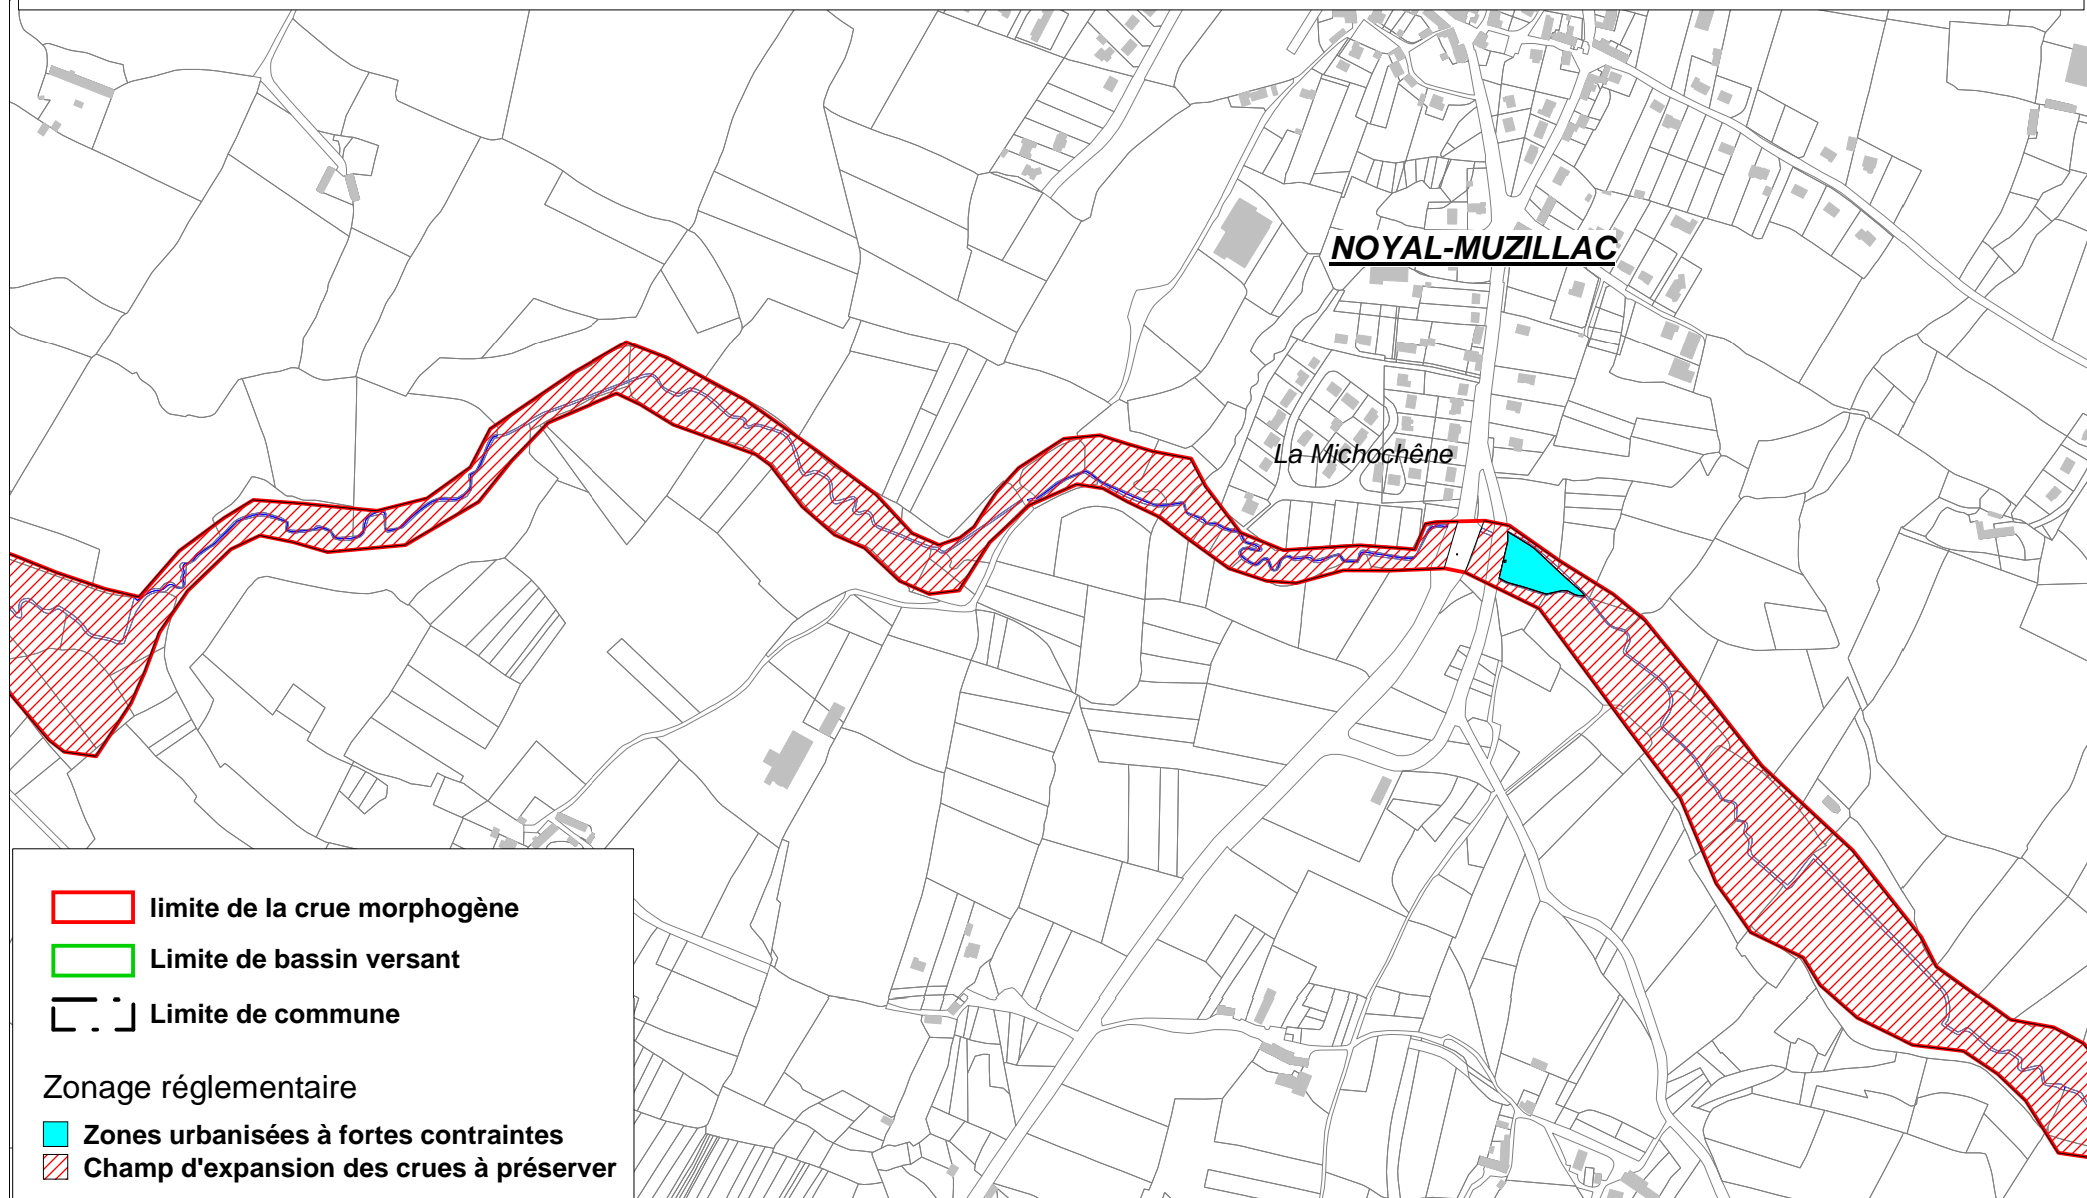 NOYAL-MUZILLAC
La Michochêne
limite de la crue morphogène
Limite de bassin versant
Limite de commune
Zonage réglementaire
Zones urbanisées à fortes contraintes
Champ d'expansion des crues à préserver